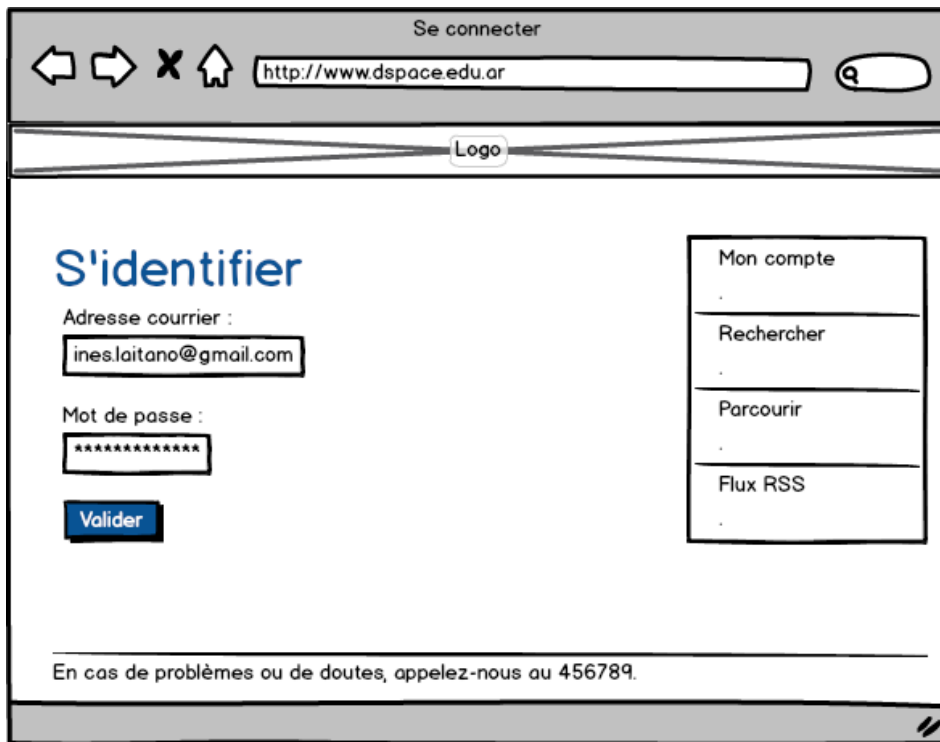 Se connecter
http://www.dspace.edu.ar
Logo
S'identifier
Adresse courrier :
ines.laitano@gmail.com
Mot de passe :
*************
Valider
Mon compte
.
Rechercher
.
Parcourir
.
Flux RSS
.
En cas de problèmes ou de doutes, appelez-nous au 456789.